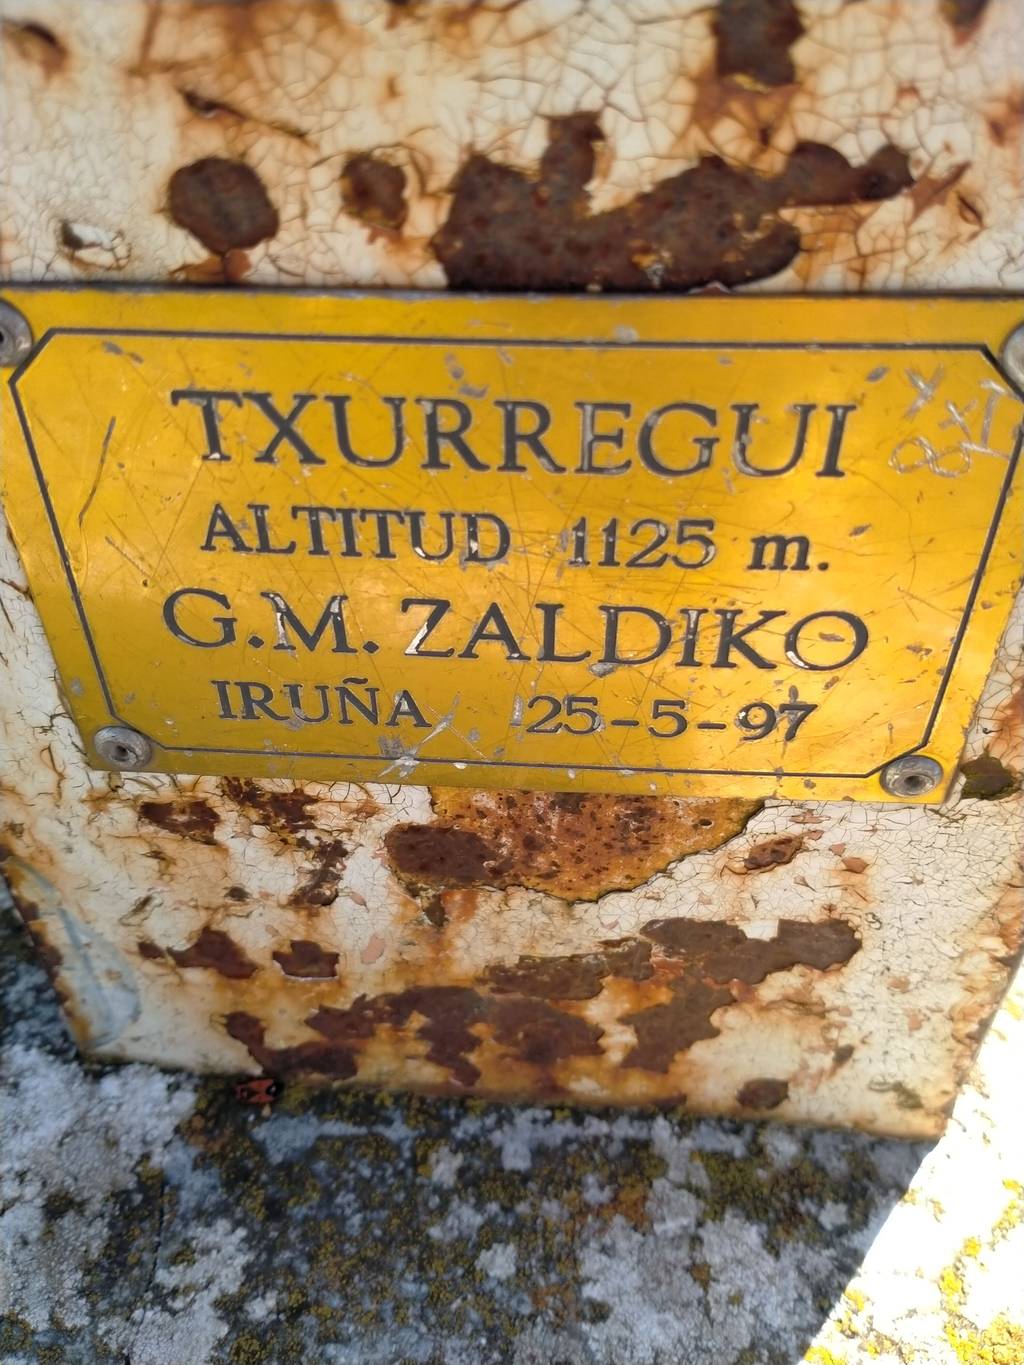 TXURREGUI
ALTITUD 1125 m.
G.M. ZALDIKO
IRUÑA 25-5-97